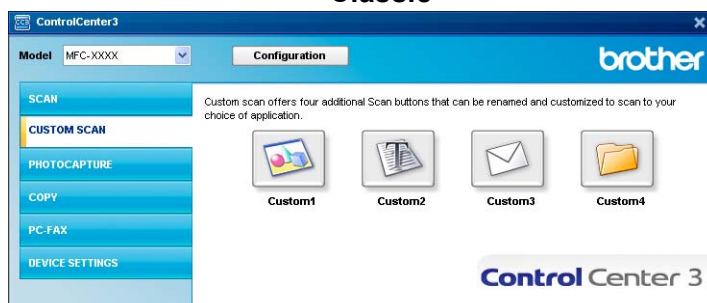 ControlCenter3
Model MFC-XXXX Configuration
brother
SCAN
CUSTOM SCAN
PHOTOCAPTURE
COPY
PC-FAX
DEVICE SETTINGS
Custom scan offers four additional Scan buttons that can be renamed and customized to scan to your
choice of application.
Custom1 Custom2 Custom3 Custom4
Control Center 3